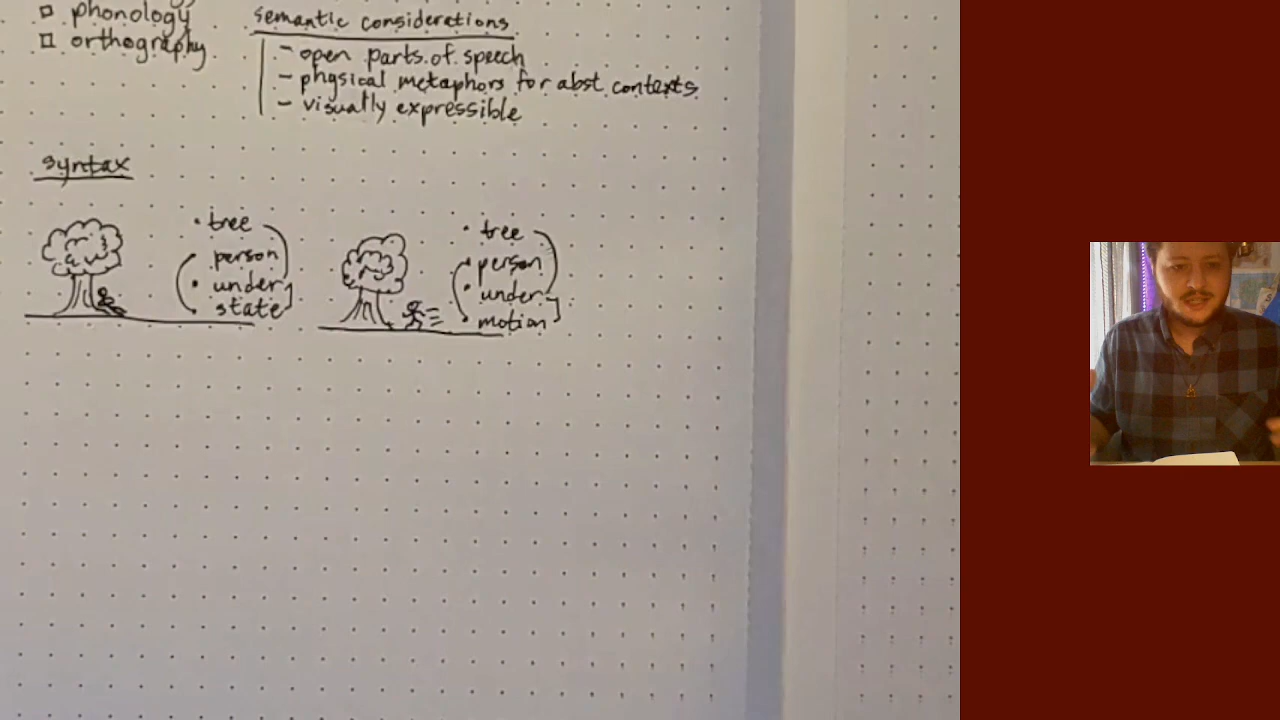 phonology
orthography
semantic considerations
- open parts of speech
- physical metaphors for abst contexts
- visually expressible
syntax
• tree
person
• under
state
• tree
• person
• under
• motion